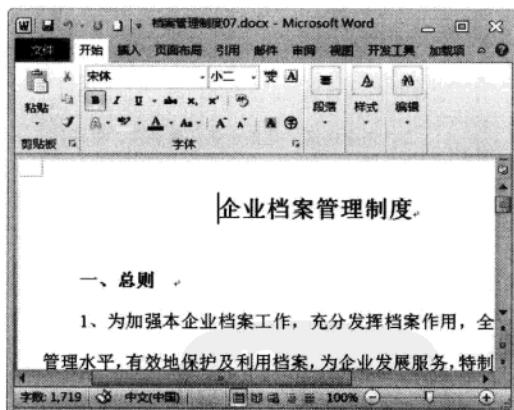 档案管理制度07.docx - Microsoft Word
文件 开始 插入 页面布局 引用 邮件 审阅 视图 开发工具 加载项
宋体 小二 变 A
B I U abc x, x'
A Aa A A A
粘贴 段落 样式 编辑
剪贴板 字体
企业档案管理制度
一、总则
1、为加强本企业档案工作，充分发挥档案作用，全
管理水平，有效地保护及利用档案，为企业发展服务，特制
字数: 1,719 中文(中国) 100%